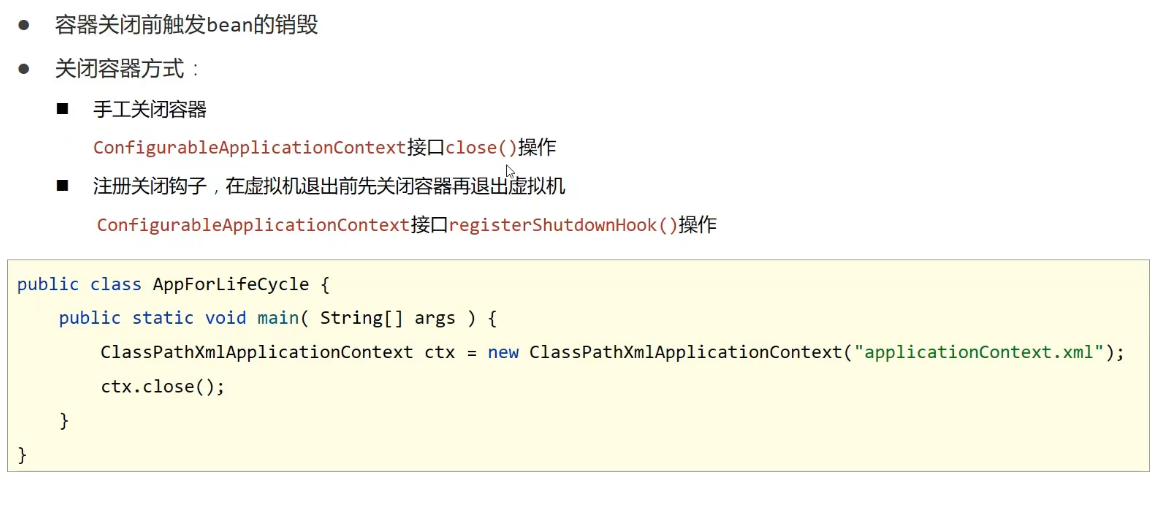 ● 容器关闭前触发bean的销毁
● 关闭容器方式：
■ 手工关闭容器
ConfigurableApplicationContext接口close()操作
■ 注册关闭钩子，在虚拟机退出前先关闭容器再退出虚拟机
ConfigurableApplicationContext接口registerShutdownHook()操作
public class AppForLifeCycle {
    public static void main( String[] args ) {
        ClassPathXmlApplicationContext ctx = new ClassPathXmlApplicationContext("applicationContext.xml");
        ctx.close();
    }
}